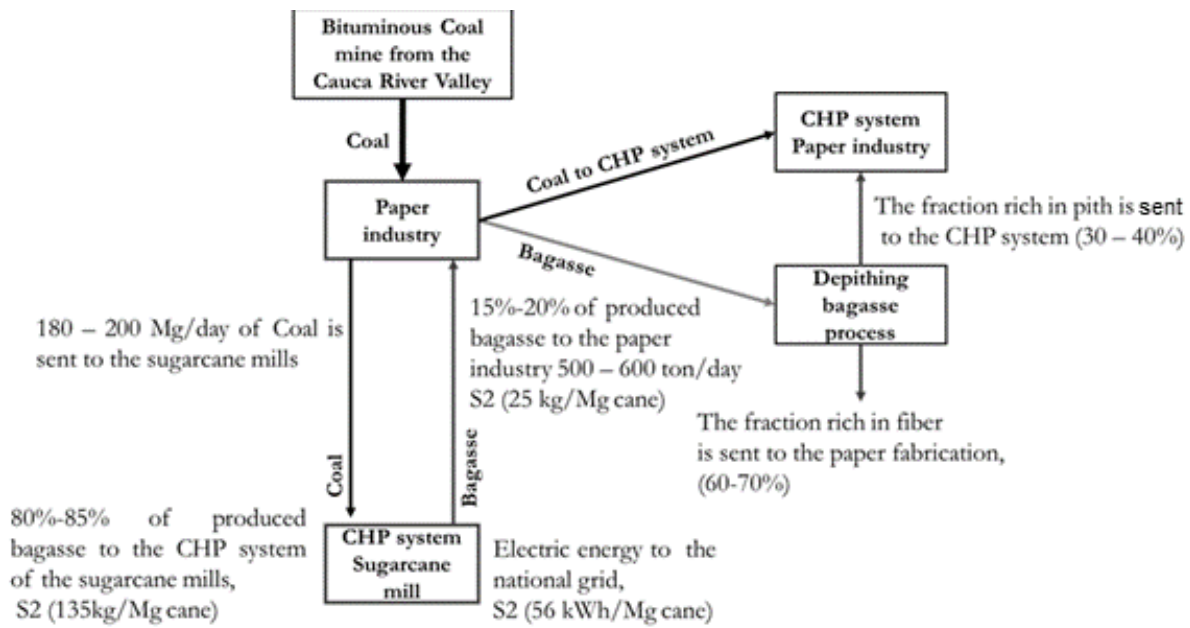 Bituminous Coal
mine from the
Cauca River Valley
Coal
CHP system
Paper industry
Coal to CHP system
Paper
industry
The fraction rich in pith is sent
to the CHP system (30 – 40%)
Bagasse
Depithing
bagasse
process
180 – 200 Mg/day of Coal is
sent to the sugarcane mills
15%-20% of produced
bagasse to the paper
industry 500 – 600 ton/day
S2 (25 kg/Mg cane)
The fraction rich in fiber
is sent to the paper fabrication,
(60-70%)
Coal
Bagasse
80%-85% of produced
bagasse to the CHP system
of the sugarcane mills,
S2 (135kg/Mg cane)
CHP system
Sugarcane
mill
Electric energy to the
national grid,
S2 (56 kWh/Mg cane)